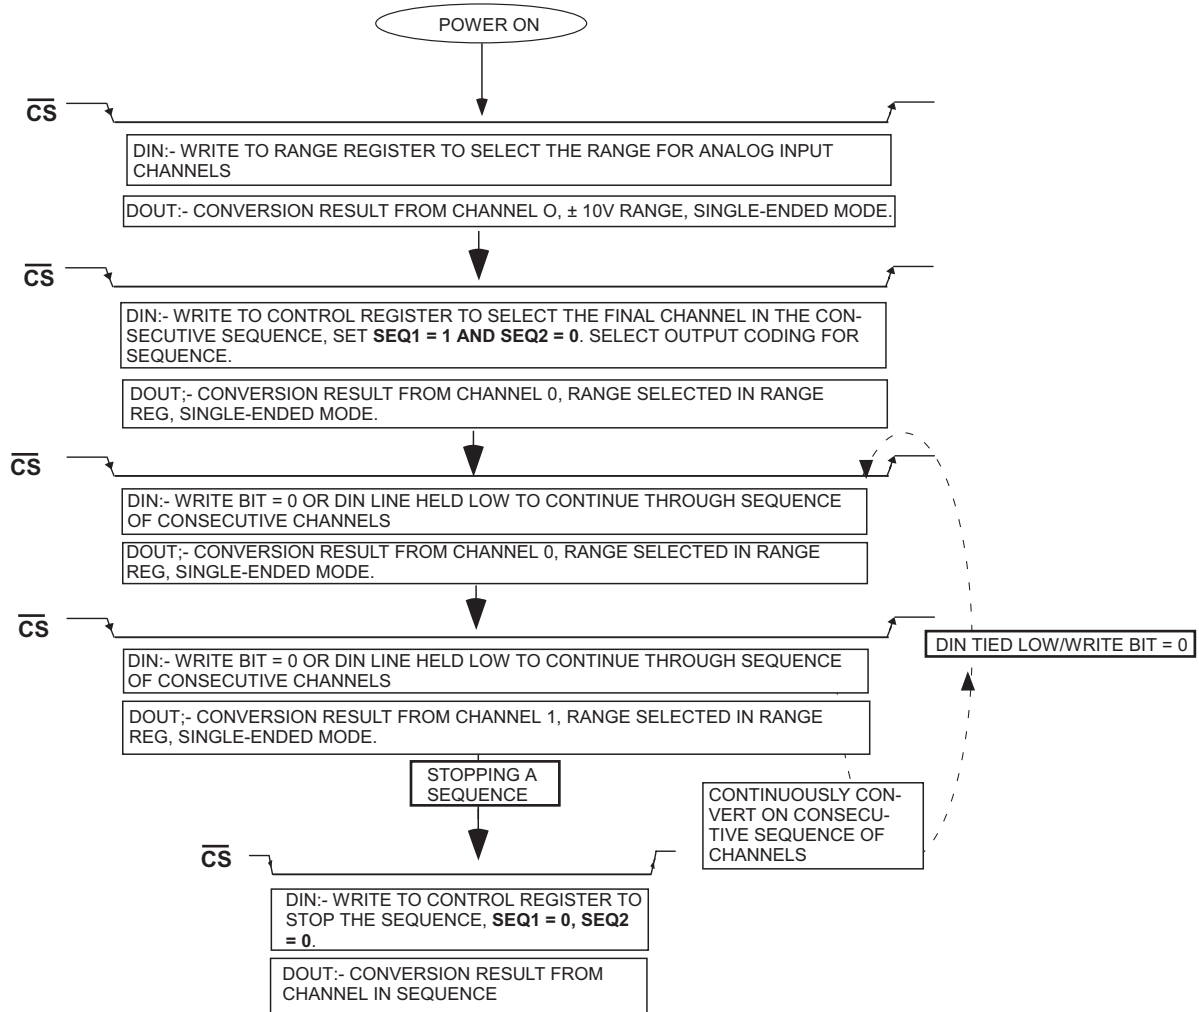 POWER ON
CS
DIN:- WRITE TO RANGE REGISTER TO SELECT THE RANGE FOR ANALOG INPUT
CHANNELS
DOUT:- CONVERSION RESULT FROM CHANNEL O, ± 10V RANGE, SINGLE-ENDED MODE.
CS
DIN:- WRITE TO CONTROL REGISTER TO SELECT THE FINAL CHANNEL IN THE CON-
SECUTIVE SEQUENCE, SET SEQ1 = 1 AND SEQ2 = 0. SELECT OUTPUT CODING FOR
SEQUENCE.
DOUT;- CONVERSION RESULT FROM CHANNEL 0, RANGE SELECTED IN RANGE
REG, SINGLE-ENDED MODE.
CS
DIN:- WRITE BIT = 0 OR DIN LINE HELD LOW TO CONTINUE THROUGH SEQUENCE
OF CONSECUTIVE CHANNELS
DOUT;- CONVERSION RESULT FROM CHANNEL 0, RANGE SELECTED IN RANGE
REG, SINGLE-ENDED MODE.
CS
DIN TIED LOW/WRITE BIT = 0
DIN:- WRITE BIT = 0 OR DIN LINE HELD LOW TO CONTINUE THROUGH SEQUENCE
OF CONSECUTIVE CHANNELS
DOUT;- CONVERSION RESULT FROM CHANNEL 1, RANGE SELECTED IN RANGE
REG, SINGLE-ENDED MODE.
STOPPING A
SEQUENCE
CONTINUOUSLY CON-
VERT ON CONSECU-
TIVE SEQUENCE OF
CHANNELS
CS
DIN:- WRITE TO CONTROL REGISTER TO
STOP THE SEQUENCE, SEQ1 = 0, SEQ2
= 0.
DOUT:- CONVERSION RESULT FROM
CHANNEL IN SEQUENCE